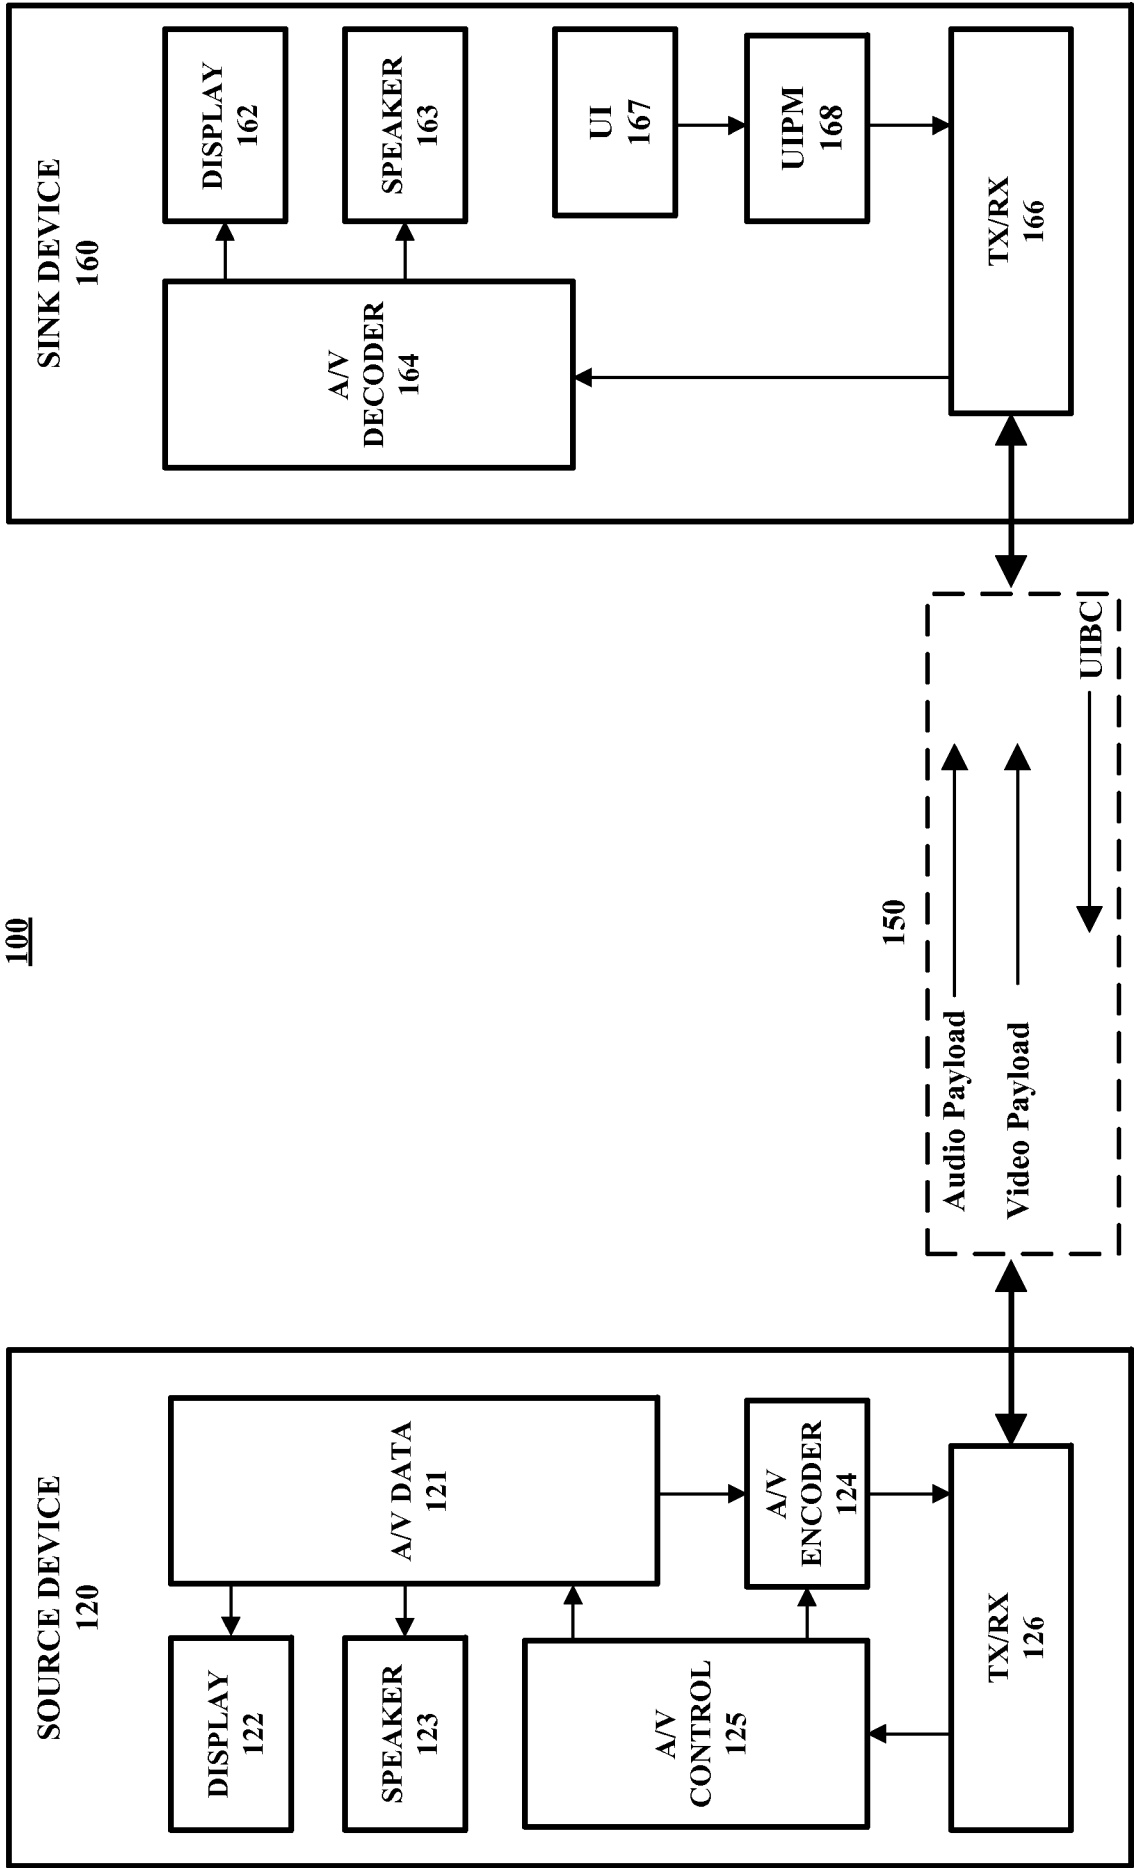 100
SOURCE DEVICE
120
DISPLAY
122
A/V DATA
121
SPEAKER
123
A/V
CONTROL
125
A/V
ENCODER
124
TX/RX
126
150
Audio Payload
Video Payload
UIBC
SINK DEVICE
160
A/V
DECODER
164
DISPLAY
162
SPEAKER
163
UI
167
UIPM
168
TX/RX
166